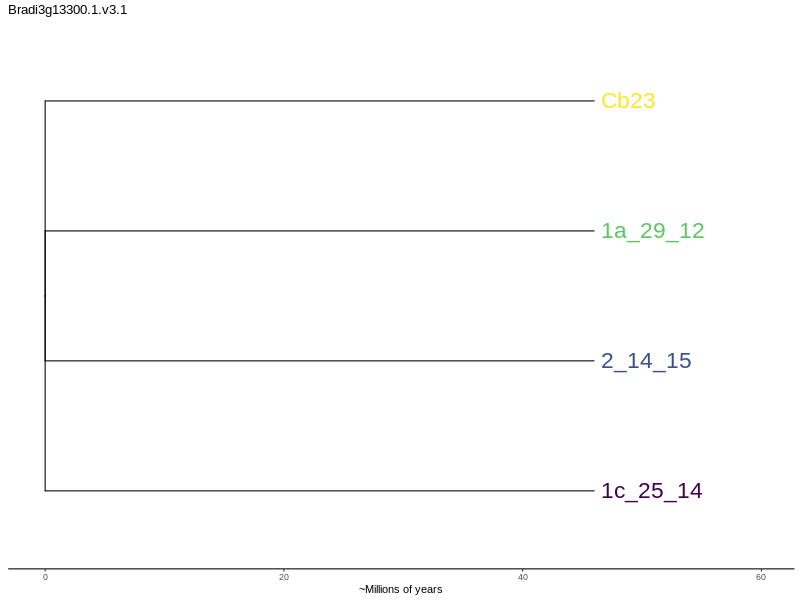 Bradi3g13300.1.v3.1
Cb23
1a_29_12
2_14_15
1c_25_14
0 20 40 60
~Millions of years